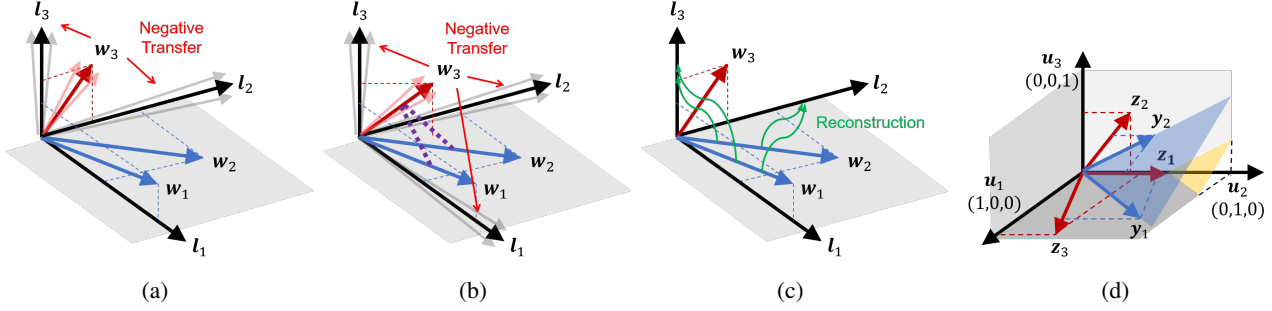 l₃
Negative
Transfer
w₃
l₂
w₂
w₁
l₁
(a)
l₃
Negative
Transfer
w₃
l₂
w₂
w₁
l₁
(b)
l₃
w₃
l₂
Reconstruction
w₂
w₁
l₁
(c)
u₃
(0,0,1)
z₂
y₂
z₁
u₁
(1,0,0)
u₂
(0,1,0)
y₁
z₃
(d)